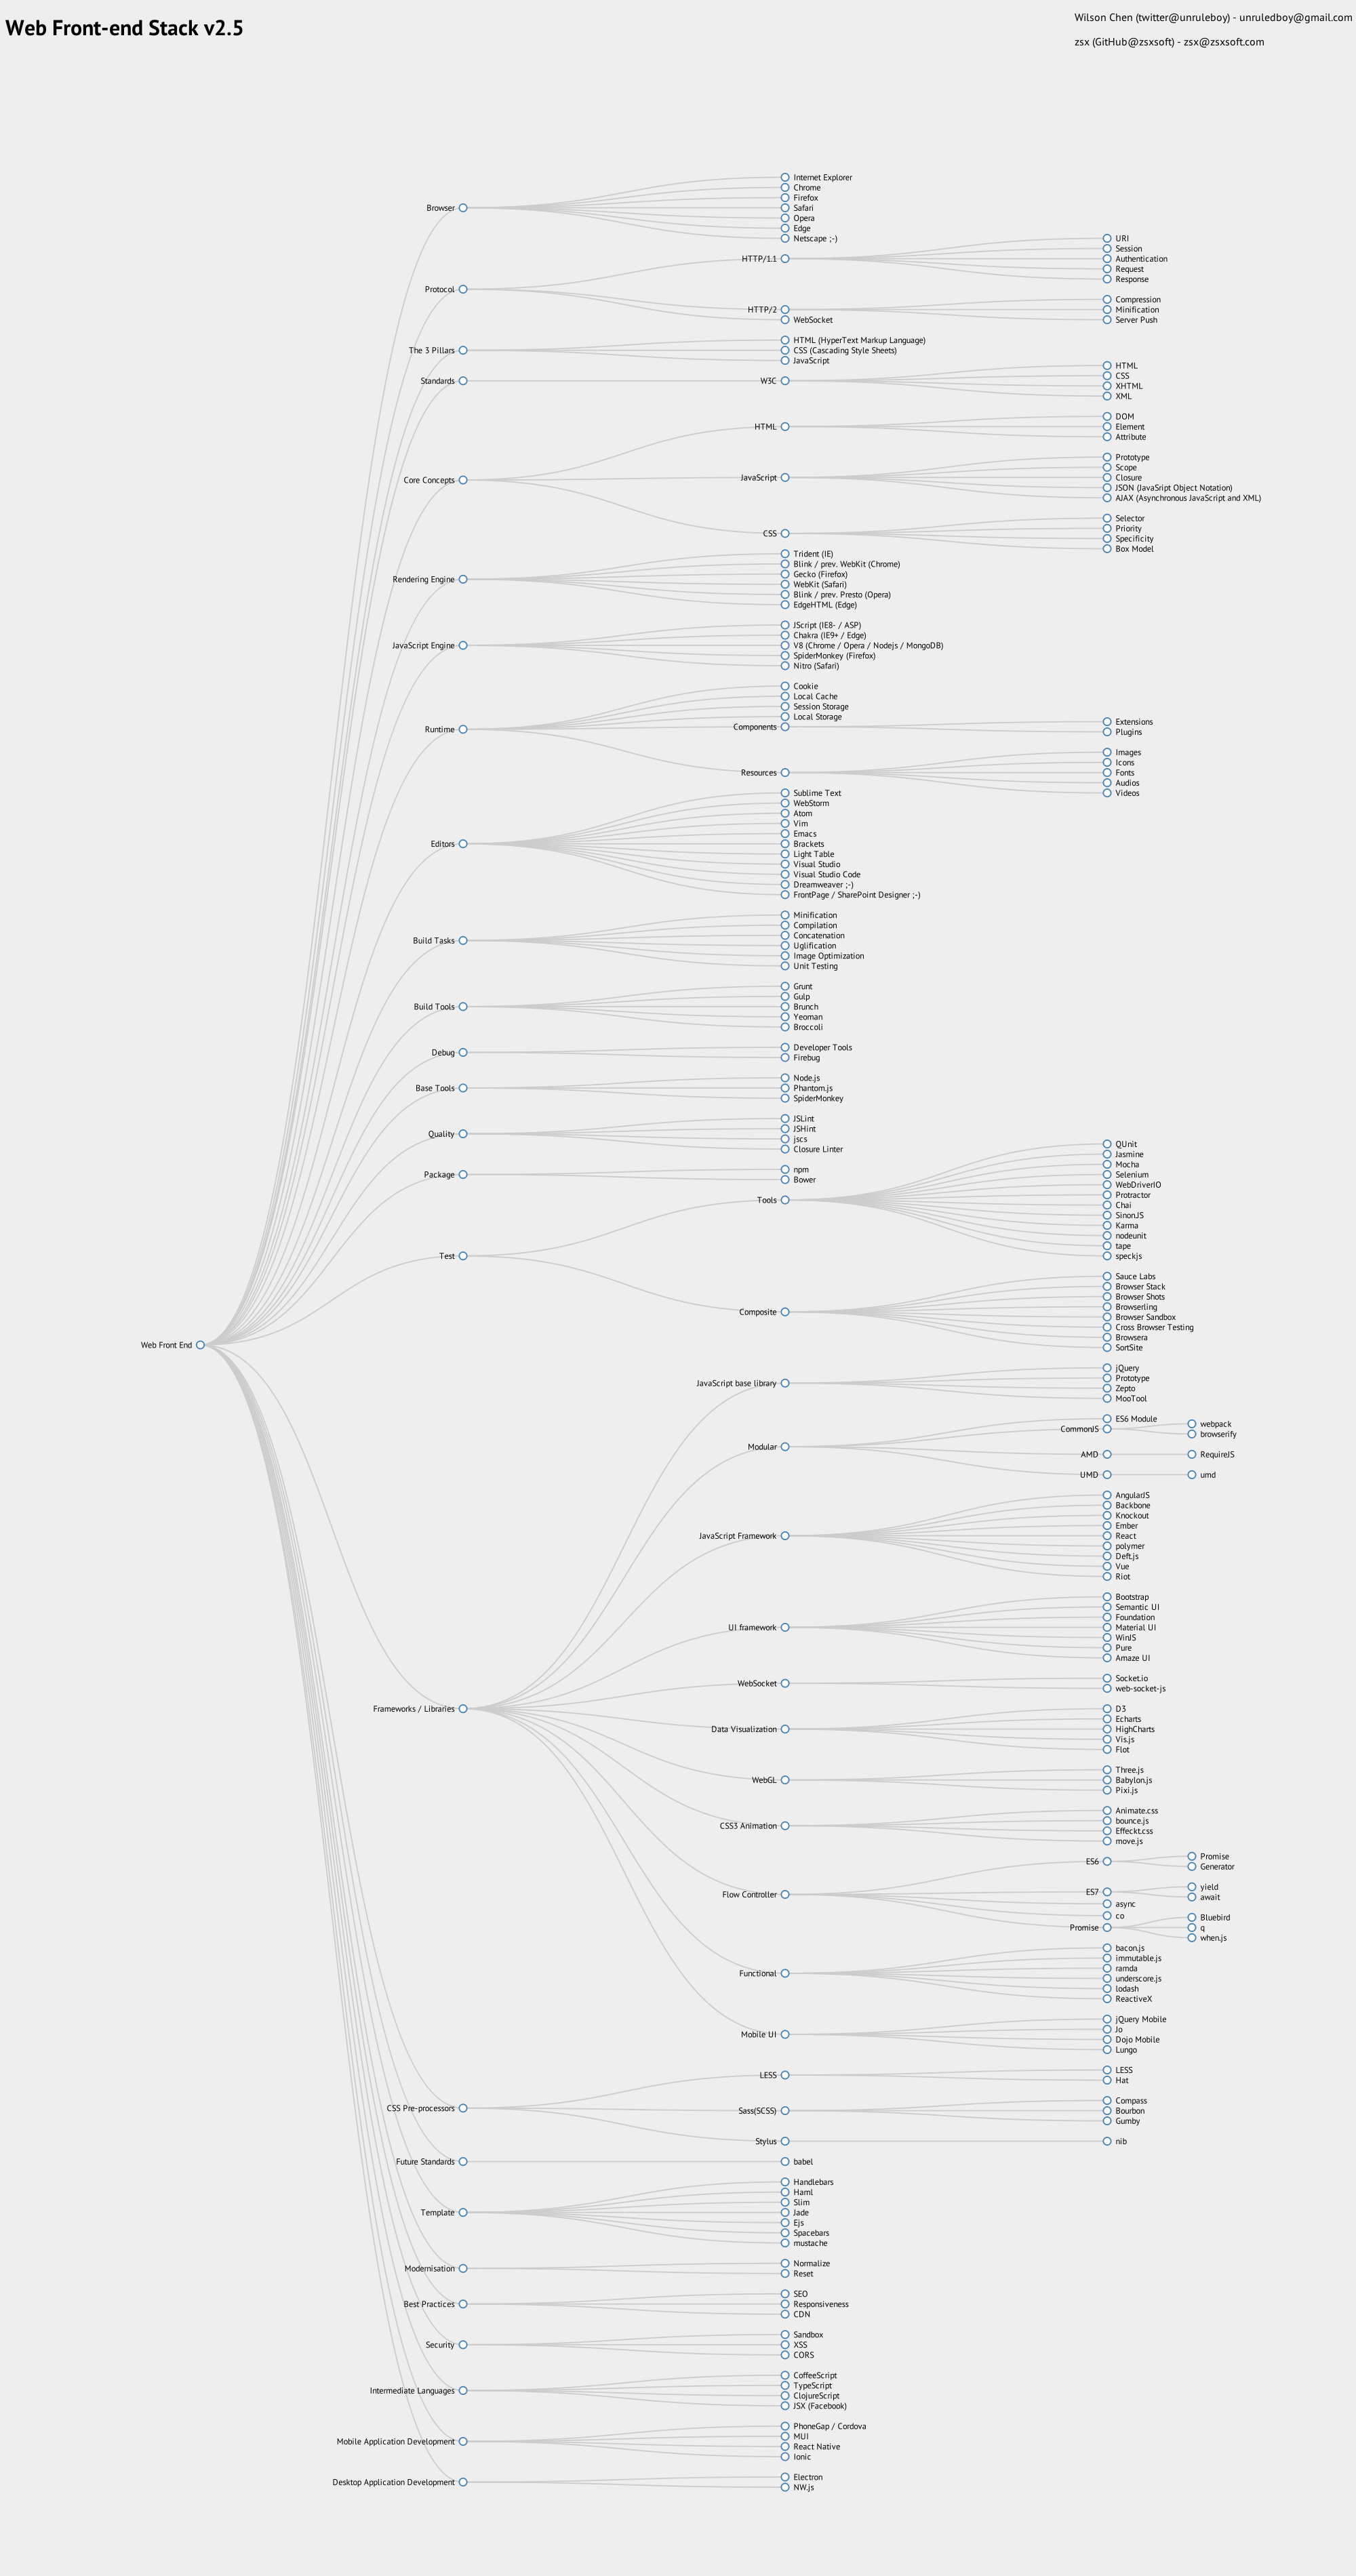 Web Front-end Stack v2.5
Wilson Chen (twitter@unruleboy) - unruledboy@gmail.com
zsx (GitHub@zsxsoft) - zsx@zsxsoft.com
Web Front End
Browser
Internet Explorer
Chrome
Firefox
Safari
Opera
Edge
Netscape ;-)
Protocol
HTTP/1.1
URI
Session
Authentication
Request
Response
HTTP/2
Compression
Minification
Server Push
WebSocket
The 3 Pillars
HTML (HyperText Markup Language)
CSS (Cascading Style Sheets)
JavaScript
Standards
W3C
HTML
CSS
XHTML
XML
Core Concepts
HTML
DOM
Element
Attribute
JavaScript
Prototype
Scope
Closure
JSON (JavaSript Object Notation)
AJAX (Asynchronous JavaScript and XML)
CSS
Selector
Priority
Specificity
Box Model
Rendering Engine
Trident (IE)
Blink / prev. WebKit (Chrome)
Gecko (Firefox)
WebKit (Safari)
Blink / prev. Presto (Opera)
EdgeHTML (Edge)
JavaScript Engine
JScript (IE8- / ASP)
Chakra (IE9+ / Edge)
V8 (Chrome / Opera / Nodejs / MongoDB)
SpiderMonkey (Firefox)
Nitro (Safari)
Runtime
Cookie
Local Cache
Session Storage
Local Storage
Components
Extensions
Plugins
Resources
Images
Icons
Fonts
Audios
Videos
Editors
Sublime Text
WebStorm
Atom
Vim
Emacs
Brackets
Light Table
Visual Studio
Visual Studio Code
Dreamweaver ;-)
FrontPage / SharePoint Designer ;-)
Build Tasks
Minification
Compilation
Concatenation
Uglification
Image Optimization
Unit Testing
Build Tools
Grunt
Gulp
Brunch
Yeoman
Broccoli
Debug
Developer Tools
Firebug
Base Tools
Node.js
Phantom.js
SpiderMonkey
Quality
JSLint
JSHint
jscs
Closure Linter
Package
npm
Bower
Test
Tools
QUnit
Jasmine
Mocha
Selenium
WebDriverIO
Protractor
Chai
SinonJS
Karma
nodeunit
tape
speckjs
Composite
Sauce Labs
Browser Stack
Browser Shots
Browserling
Browser Sandbox
Cross Browser Testing
Browsera
SortSite
Frameworks / Libraries
JavaScript base library
jQuery
Prototype
Zepto
MooTool
Modular
ES6 Module
CommonJS
webpack
browserify
AMD
RequireJS
UMD
umd
JavaScript Framework
AngularJS
Backbone
Knockout
Ember
React
polymer
Deft.js
Vue
Riot
UI framework
Bootstrap
Semantic UI
Foundation
Material UI
WinJS
Pure
Amaze UI
WebSocket
Socket.io
web-socket-js
Data Visualization
D3
Echarts
HighCharts
Vis.js
Flot
WebGL
Three.js
Babylon.js
Pixi.js
CSS3 Animation
Animate.css
bounce.js
Effeckt.css
move.js
Flow Controller
ES6
Promise
Generator
ES7
yield
await
async
co
Promise
Bluebird
q
when.js
Functional
bacon.js
immutable.js
ramda
underscore.js
lodash
ReactiveX
Mobile UI
jQuery Mobile
Jo
Dojo Mobile
Lungo
CSS Pre-processors
LESS
LESS
Hat
Sass(SCSS)
Compass
Bourbon
Gumby
Stylus
nib
Future Standards
babel
Template
Handlebars
Haml
Slim
Jade
Ejs
Spacebars
mustache
Modernisation
Normalize
Reset
Best Practices
SEO
Responsiveness
CDN
Security
Sandbox
XSS
CORS
Intermediate Languages
CoffeeScript
TypeScript
ClojureScript
JSX (Facebook)
Mobile Application Development
PhoneGap / Cordova
MUI
React Native
Ionic
Desktop Application Development
Electron
NW.js